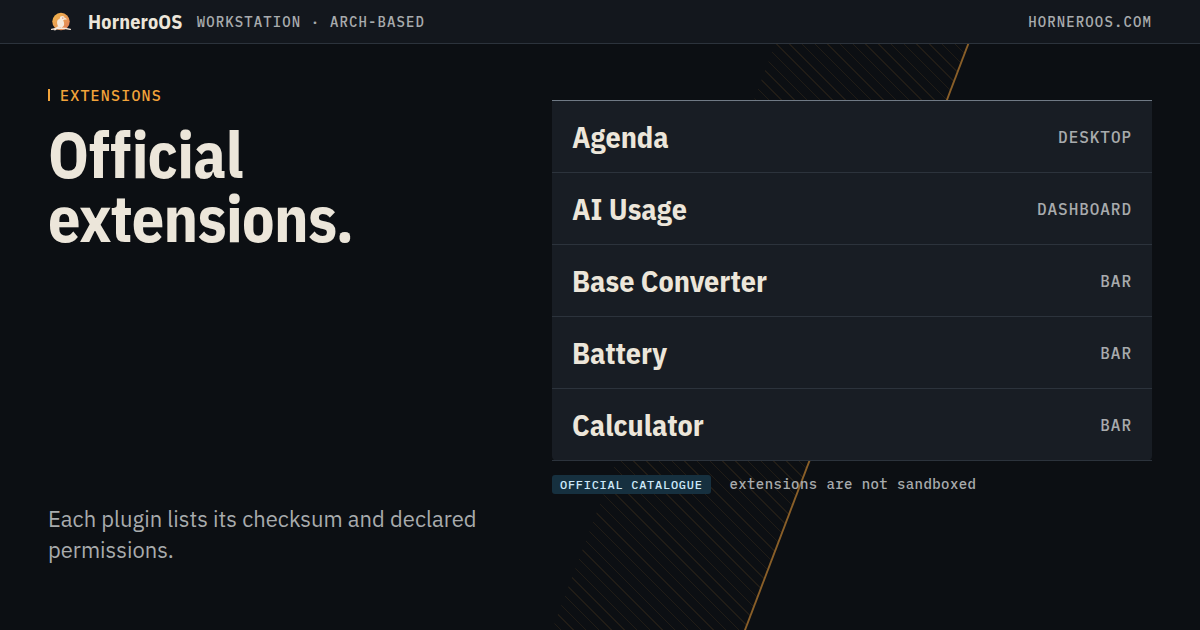 HorneroOS WORKSTATION · ARCH-BASED HORNEROOS.COM
EXTENSIONS
Official
extensions.
Agenda DESKTOP
AI Usage DASHBOARD
Base Converter BAR
Battery BAR
Calculator BAR
OFFICIAL CATALOGUE extensions are not sandboxed
Each plugin lists its checksum and declared
permissions.